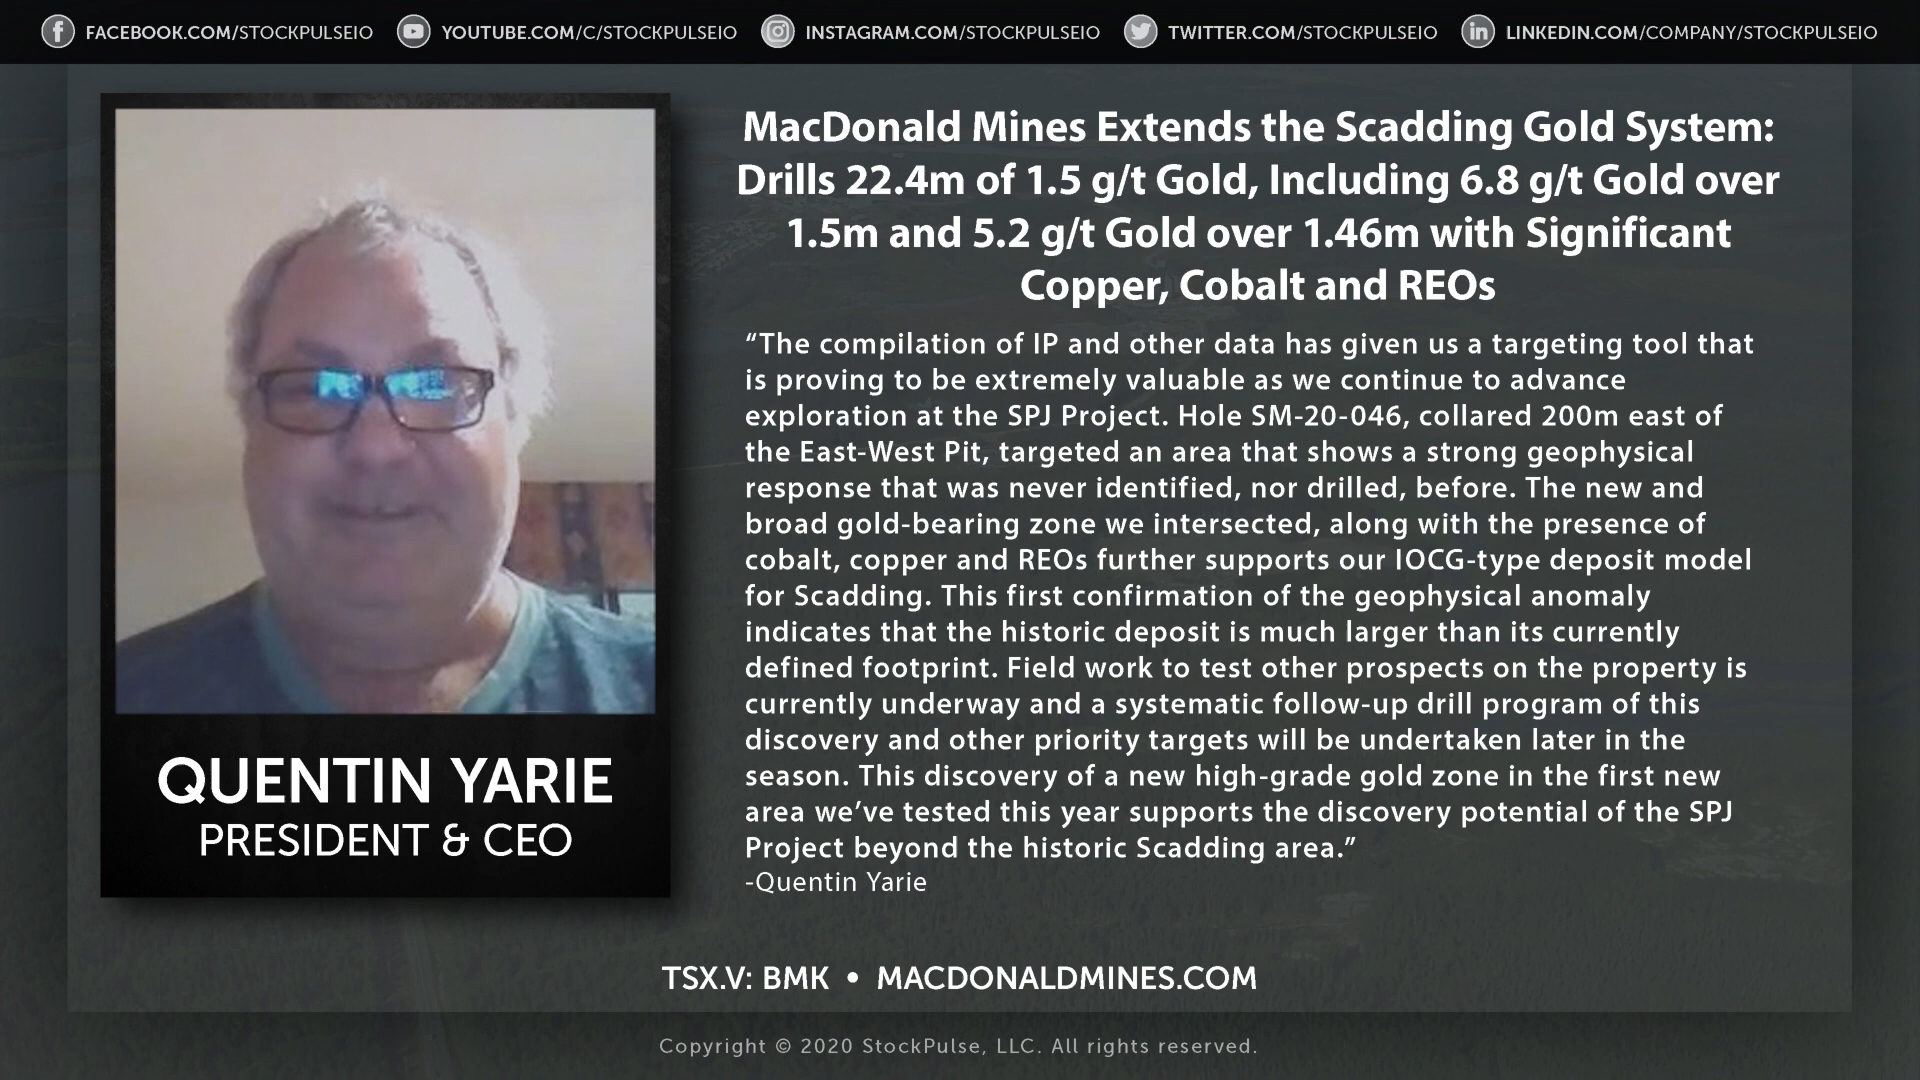 FACEBOOK.COM/STOCKPULSEIO YOUTUBE.COM/C/STOCKPULSEIO INSTAGRAM.COM/STOCKPULSEIO TWITTER.COM/STOCKPULSEIO LINKEDIN.COM/COMPANY/STOCKPULSEIO
MacDonald Mines Extends the Scadding Gold System:
Drills 22.4m of 1.5 g/t Gold, Including 6.8 g/t Gold over
1.5m and 5.2 g/t Gold over 1.46m with Significant
Copper, Cobalt and REOs
“The compilation of IP and other data has given us a targeting tool that
is proving to be extremely valuable as we continue to advance
exploration at the SPJ Project. Hole SM-20-046, collared 200m east of
the East-West Pit, targeted an area that shows a strong geophysical
response that was never identified, nor drilled, before. The new and
broad gold-bearing zone we intersected, along with the presence of
cobalt, copper and REOs further supports our IOCG-type deposit model
for Scadding. This first confirmation of the geophysical anomaly
indicates that the historic deposit is much larger than its currently
defined footprint. Field work to test other prospects on the property is
currently underway and a systematic follow-up drill program of this
discovery and other priority targets will be undertaken later in the
season. This discovery of a new high-grade gold zone in the first new
area we’ve tested this year supports the discovery potential of the SPJ
Project beyond the historic Scadding area.”
-Quentin Yarie
QUENTIN YARIE
PRESIDENT & CEO
TSX.V: BMK • MACDONALDMINES.COM
Copyright © 2020 StockPulse, LLC. All rights reserved.